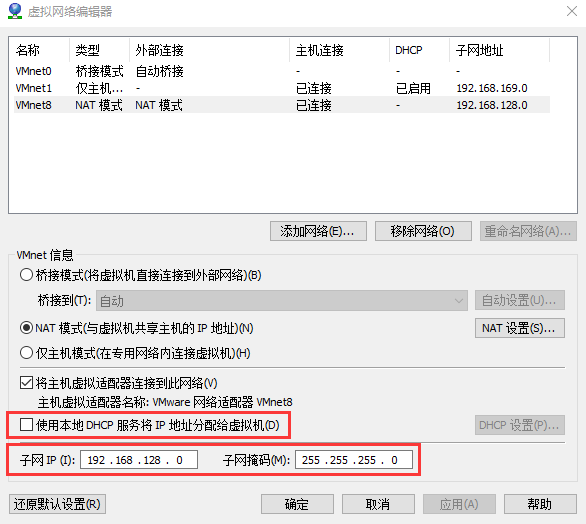 虚拟网络编辑器
名称 类型 外部连接 主机连接 DHCP 子网地址
VMnet0 桥接模式 自动桥接 - - -
VMnet1 仅主机... - 已连接 已启用 192.168.169.0
VMnet8 NAT 模式 NAT 模式 已连接 - 192.168.128.0
添加网络(E)... 移除网络(O) 重命名网络(A)...
VMnet 信息
桥接模式(将虚拟机直接连接到外部网络)(B)
桥接到(T): 自动 自动设置(U)...
NAT 模式(与虚拟机共享主机的 IP 地址)(N) NAT 设置(S)...
仅主机模式(在专用网络内连接虚拟机)(H)
将主机虚拟适配器连接到此网络(V)
主机虚拟适配器名称: VMware 网络适配器 VMnet8
使用本地 DHCP 服务将 IP 地址分配给虚拟机(D) DHCP 设置(P)...
子网 IP (I): 192 . 168 . 128 . 0 子网掩码(M): 255 . 255 . 255 . 0
还原默认设置(R) 确定 取消 应用(A) 帮助